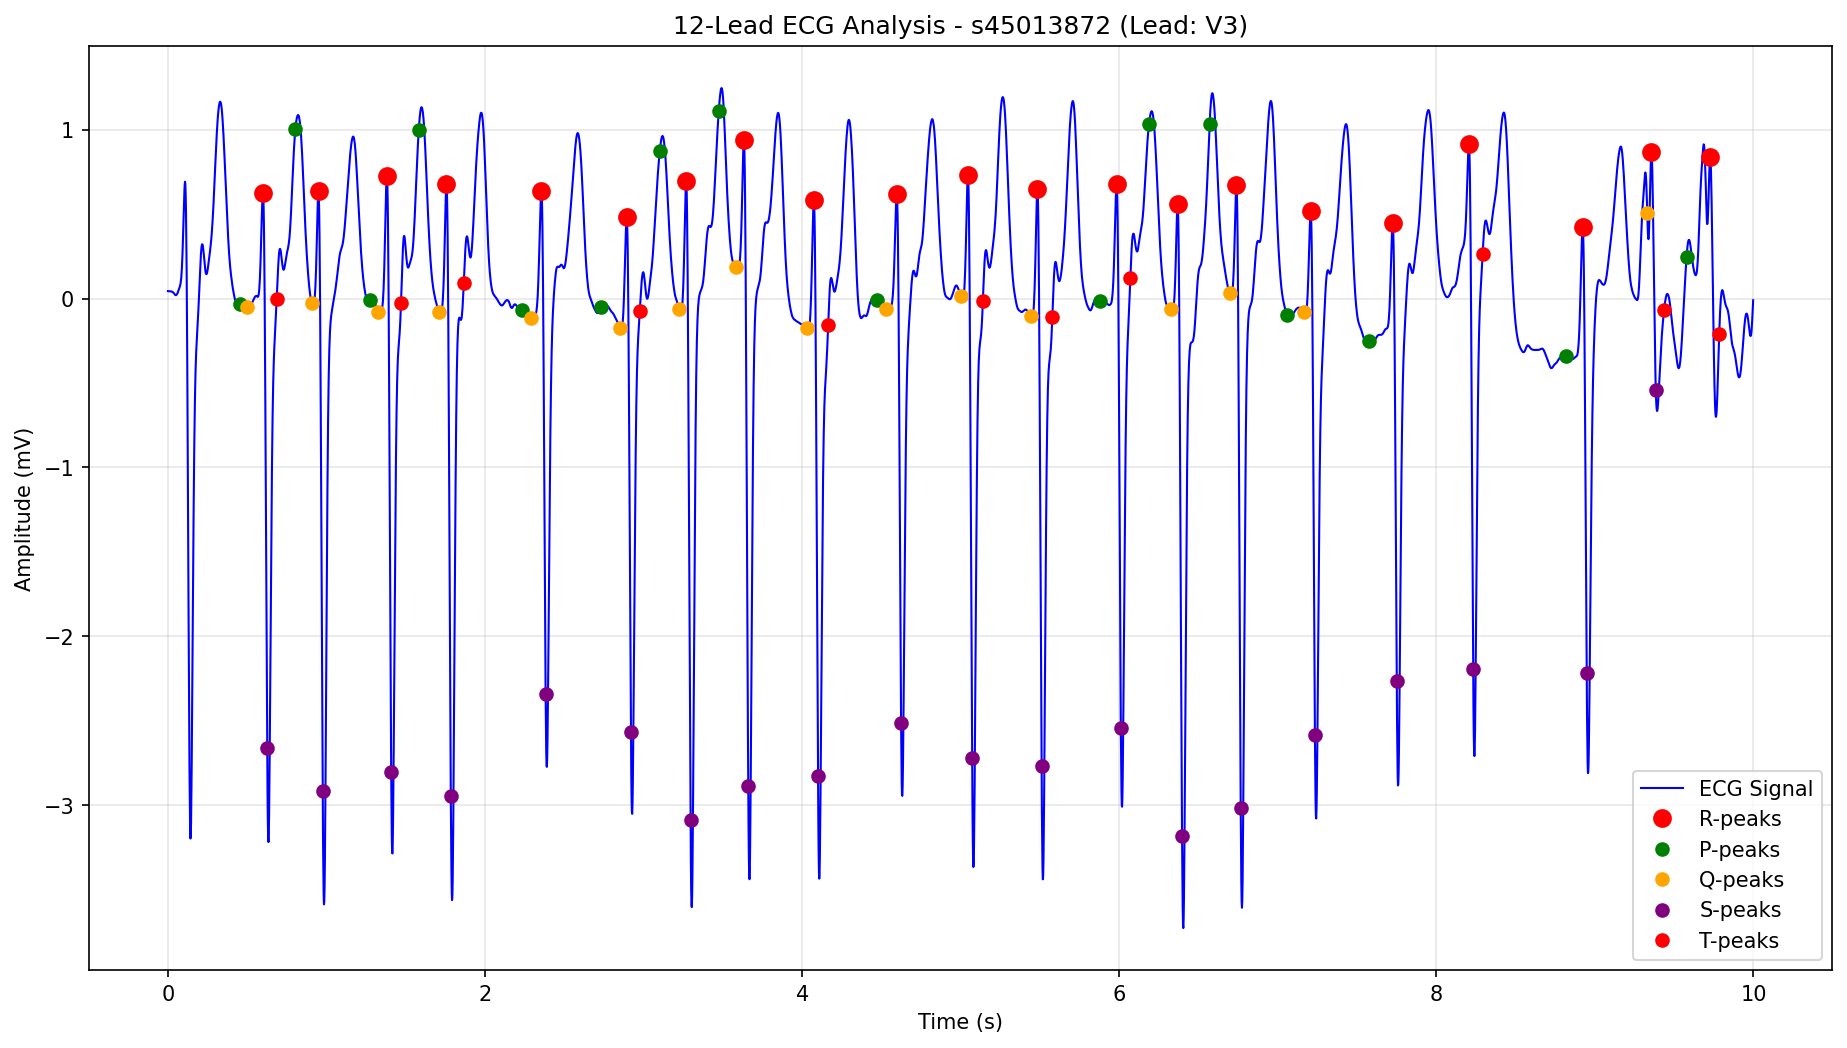 12-Lead ECG Analysis - s45013872 (Lead: V3)
Amplitude (mV)
1
0
−1
−2
−3
0
2
4
6
8
10
Time (s)
ECG Signal
R-peaks
P-peaks
Q-peaks
S-peaks
T-peaks